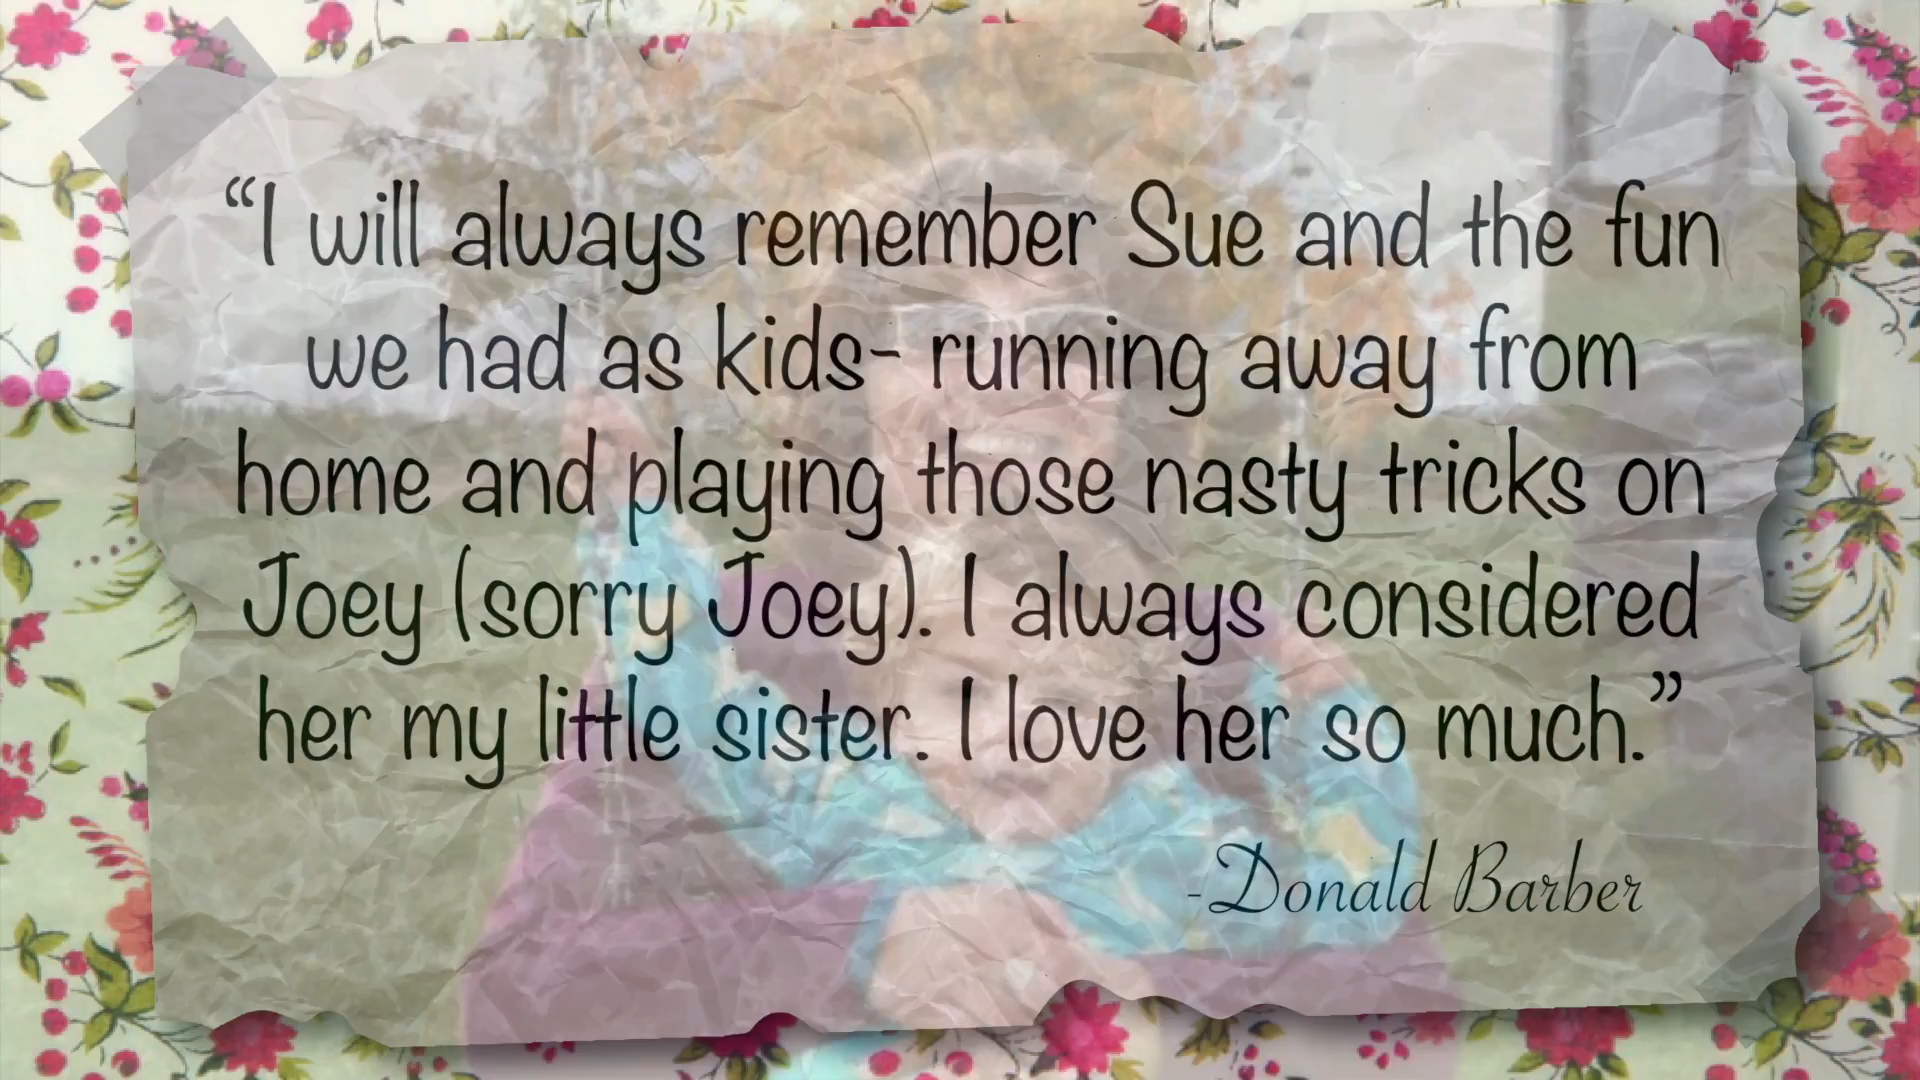 “I will always remember Sue and the fun
we had as kids- running away from
home and playing those nasty tricks on
Joey (sorry Joey). I always considered
her my little sister. I love her so much.”
-Donald Barber